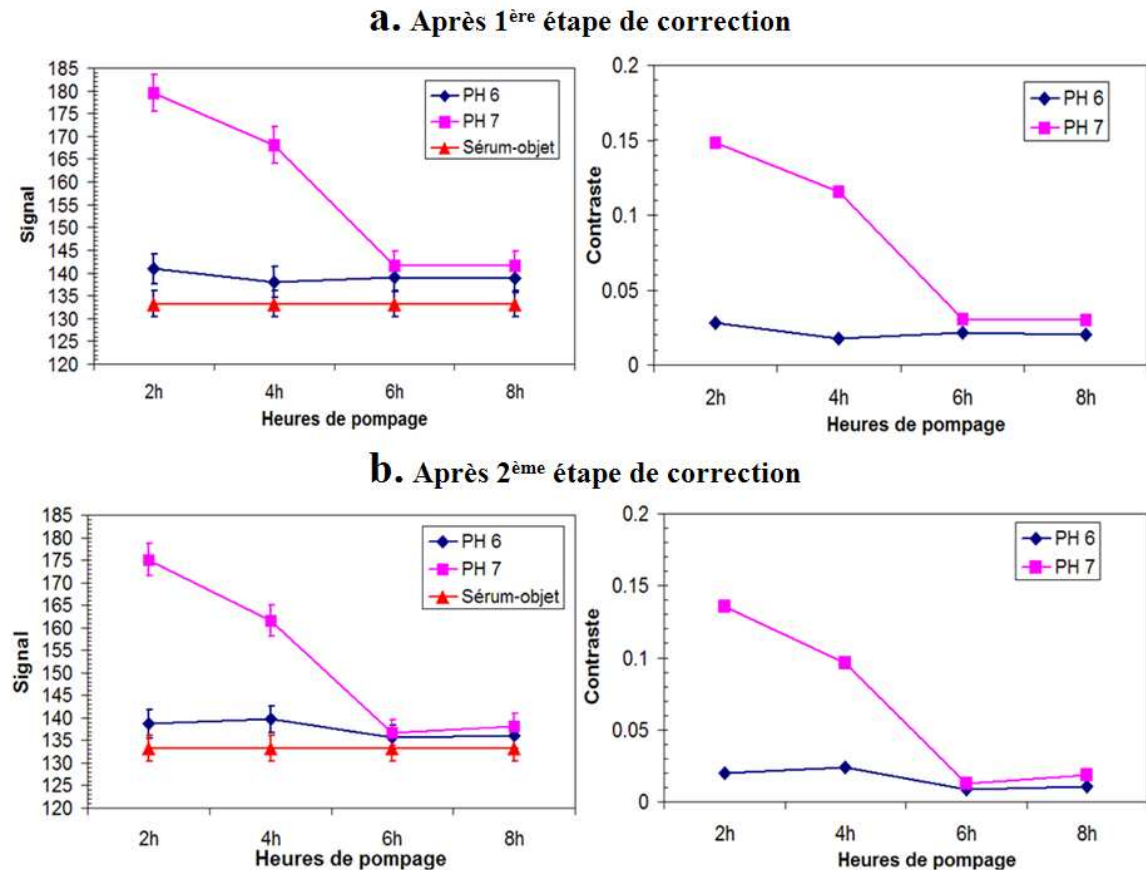 a. Après 1ère étape de correction
185
180
175
170
165
160
155
150
145
140
135
130
125
120
Signal
PH 6
PH 7
Sérum-objet
2h 4h 6h 8h
Heures de pompage
0.2
0.15
0.1
0.05
0
Contraste
PH 6
PH 7
2h 4h 6h 8h
Heures de pompage
b. Après 2ème étape de correction
185
180
175
170
165
160
155
150
145
140
135
130
125
120
Signal
PH 6
PH 7
Sérum-objet
2h 4h 6h 8h
Heures de pompage
0.2
0.15
0.1
0.05
0
Contraste
PH 6
PH 7
2h 4h 6h 8h
Heures de pompage